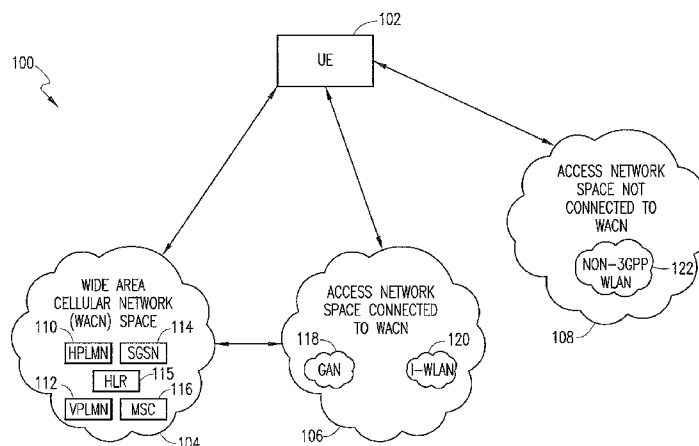 102
UE
100
ACCESS NETWORK
SPACE NOT
CONNECTED TO
WACN
NON-3GPP
WLAN
122
108
WIDE AREA
CELLULAR NETWORK
(WACN) SPACE
110
114
HPLMN
SGSN
115
HLR
112
116
VPLMN
MSC
104
ACCESS NETWORK
SPACE CONNECTED
TO WACN
118
120
GAN
I-WLAN
106